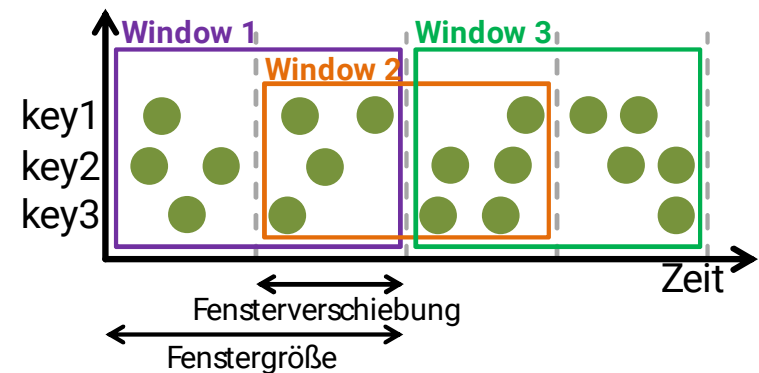 Window 1
Window 3
Window 2
key1
key2
key3
Zeit
Fensterverschiebung
Fenstergröße